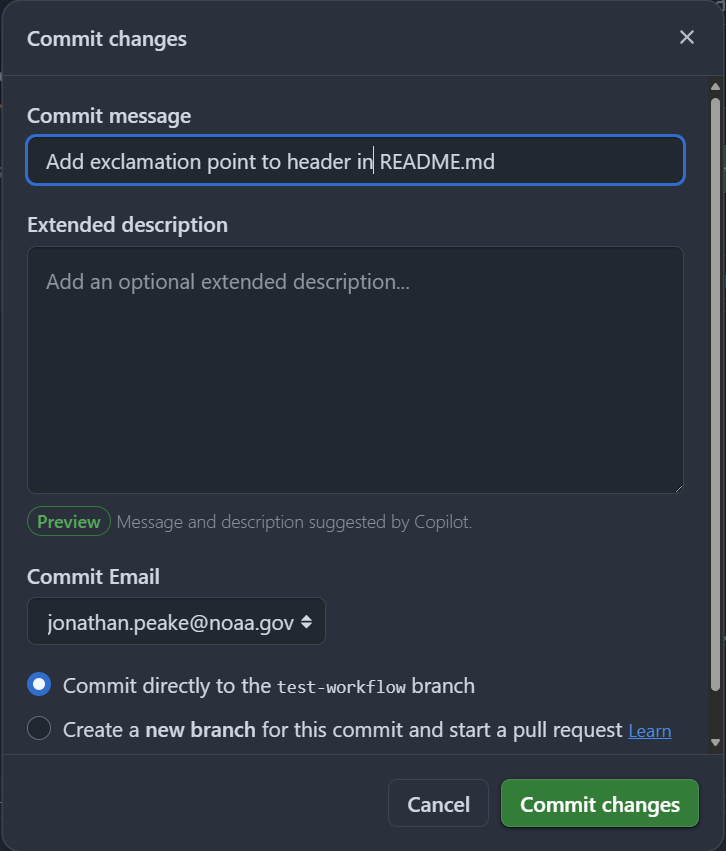 Commit changes
Commit message
Add exclamation point to header in README.md
Extended description
Add an optional extended description...
Preview Message and description suggested by Copilot.
Commit Email
jonathan.peake@noaa.gov
Commit directly to the test-workflow branch
Create a new branch for this commit and start a pull request Learn
Cancel Commit changes